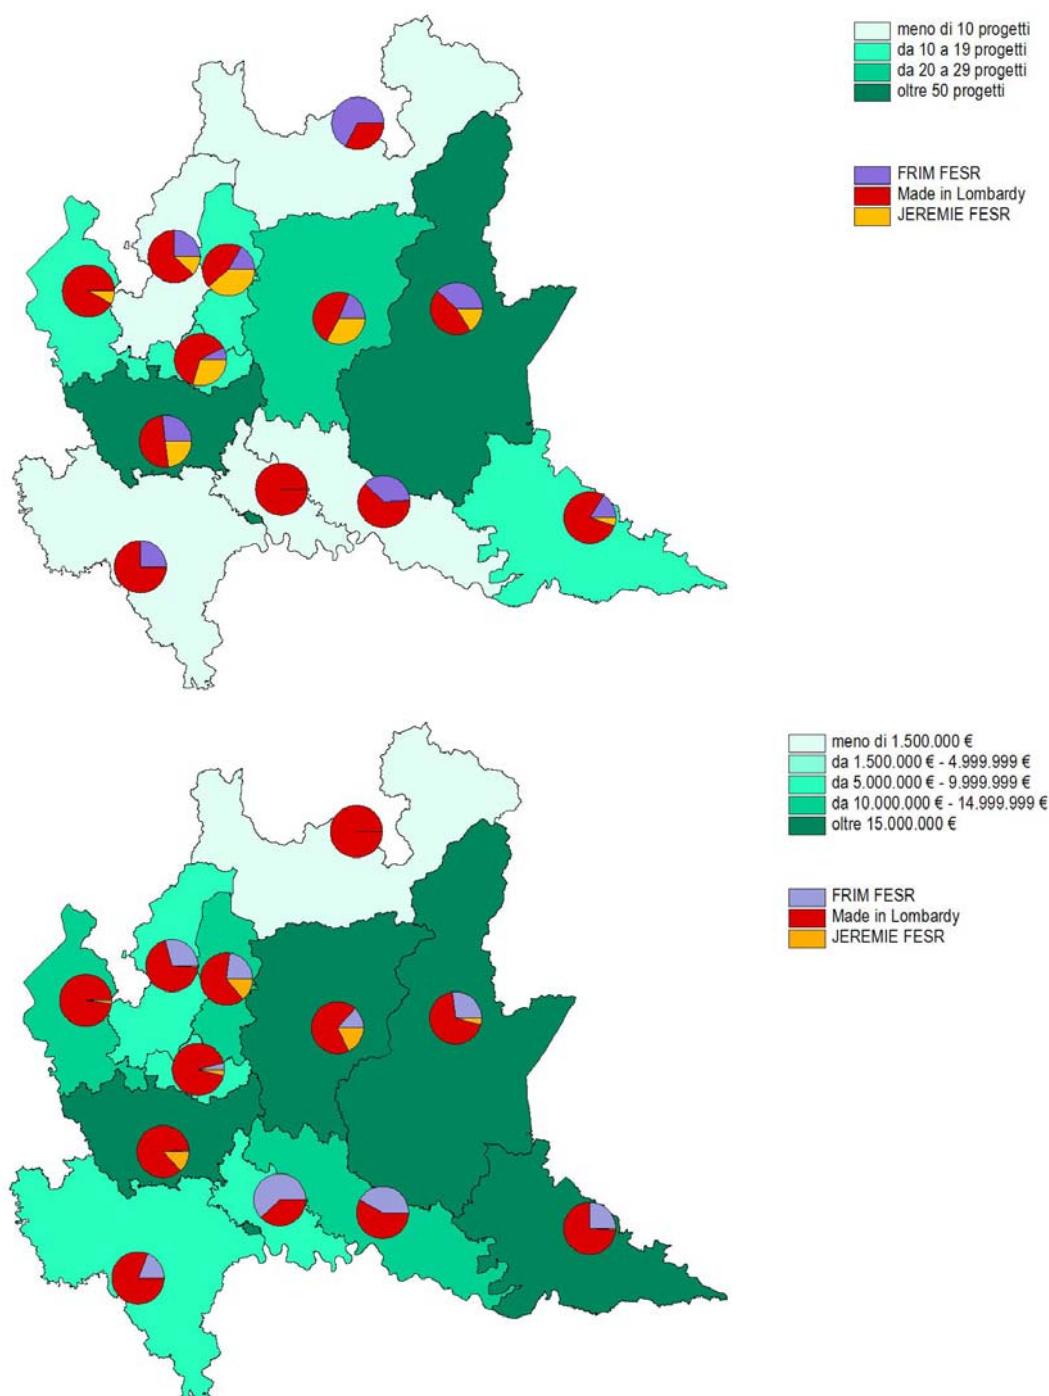 meno di 10 progetti
da 10 a 19 progetti
da 20 a 29 progetti
oltre 50 progetti
FRIM FESR
Made in Lombardy
JEREMIE FESR
meno di 1.500.000 €
da 1.500.000 € - 4.999.999 €
da 5.000.000 € - 9.999.999 €
da 10.000.000 € - 14.999.999 €
oltre 15.000.000 €
FRIM FESR
Made in Lombardy
JEREMIE FESR